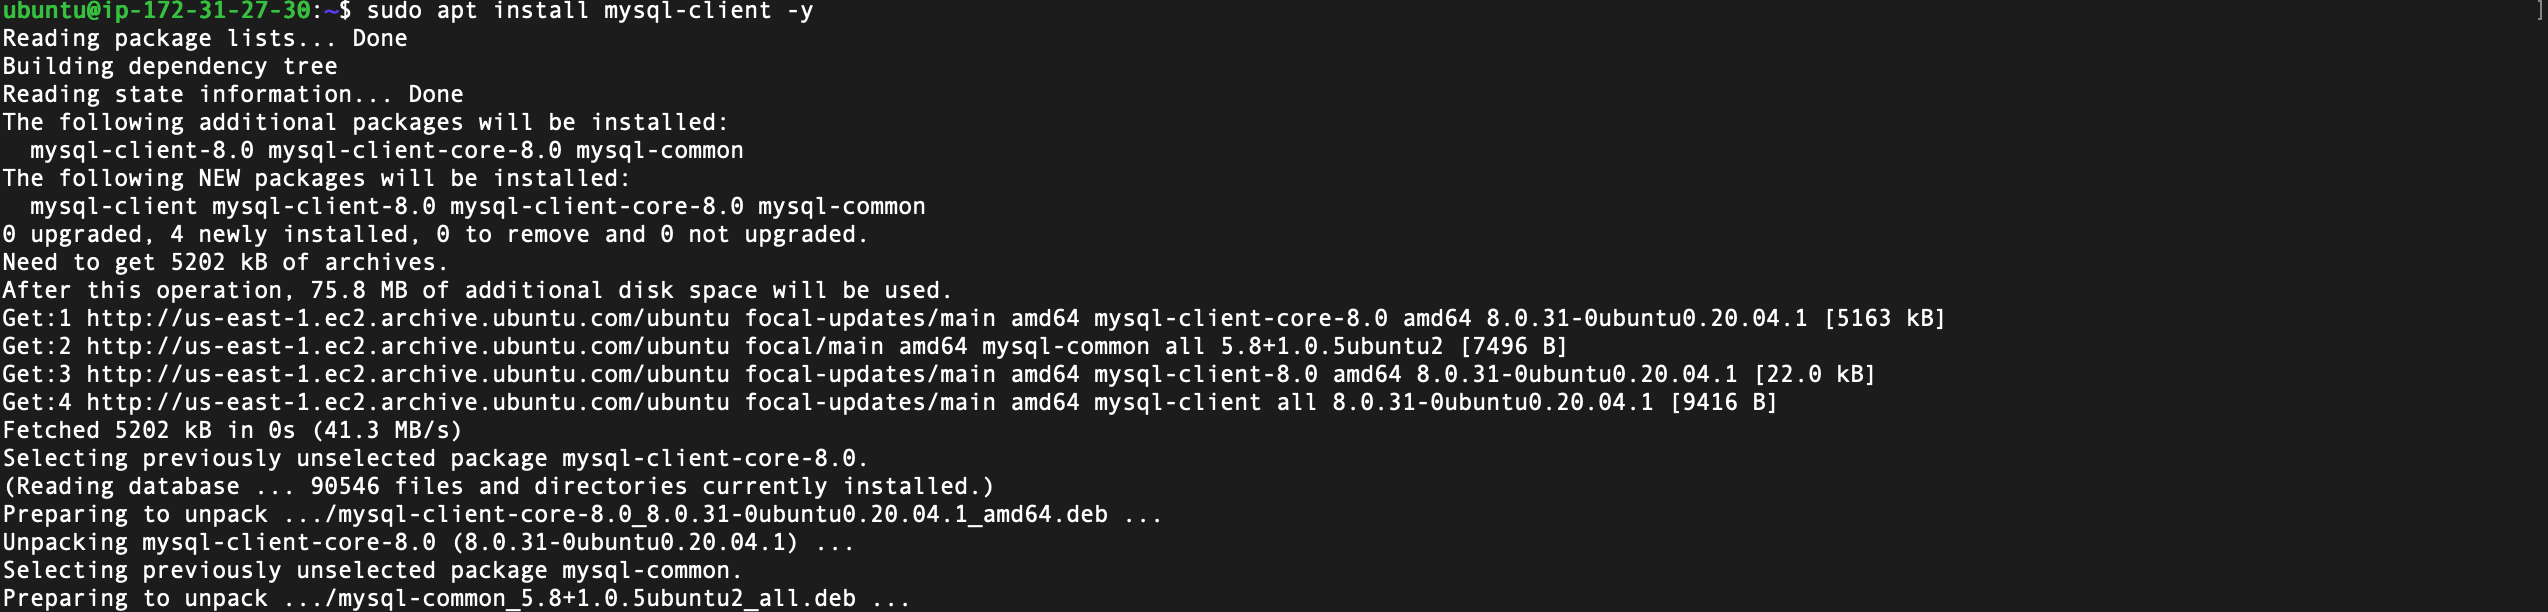 ubuntu@ip-172-31-27-30:~$ sudo apt install mysql-client -y
Reading package lists... Done
Building dependency tree
Reading state information... Done
The following additional packages will be installed:
  mysql-client-8.0 mysql-client-core-8.0 mysql-common
The following NEW packages will be installed:
  mysql-client mysql-client-8.0 mysql-client-core-8.0 mysql-common
0 upgraded, 4 newly installed, 0 to remove and 0 not upgraded.
Need to get 5202 kB of archives.
After this operation, 75.8 MB of additional disk space will be used.
Get:1 http://us-east-1.ec2.archive.ubuntu.com/ubuntu focal-updates/main amd64 mysql-client-core-8.0 amd64 8.0.31-0ubuntu0.20.04.1 [5163 kB]
Get:2 http://us-east-1.ec2.archive.ubuntu.com/ubuntu focal/main amd64 mysql-common all 5.8+1.0.5ubuntu2 [7496 B]
Get:3 http://us-east-1.ec2.archive.ubuntu.com/ubuntu focal-updates/main amd64 mysql-client-8.0 amd64 8.0.31-0ubuntu0.20.04.1 [22.0 kB]
Get:4 http://us-east-1.ec2.archive.ubuntu.com/ubuntu focal-updates/main amd64 mysql-client all 8.0.31-0ubuntu0.20.04.1 [9416 B]
Fetched 5202 kB in 0s (41.3 MB/s)
Selecting previously unselected package mysql-client-core-8.0.
(Reading database ... 90546 files and directories currently installed.)
Preparing to unpack .../mysql-client-core-8.0_8.0.31-0ubuntu0.20.04.1_amd64.deb ...
Unpacking mysql-client-core-8.0 (8.0.31-0ubuntu0.20.04.1) ...
Selecting previously unselected package mysql-common.
Preparing to unpack .../mysql-common_5.8+1.0.5ubuntu2_all.deb ...